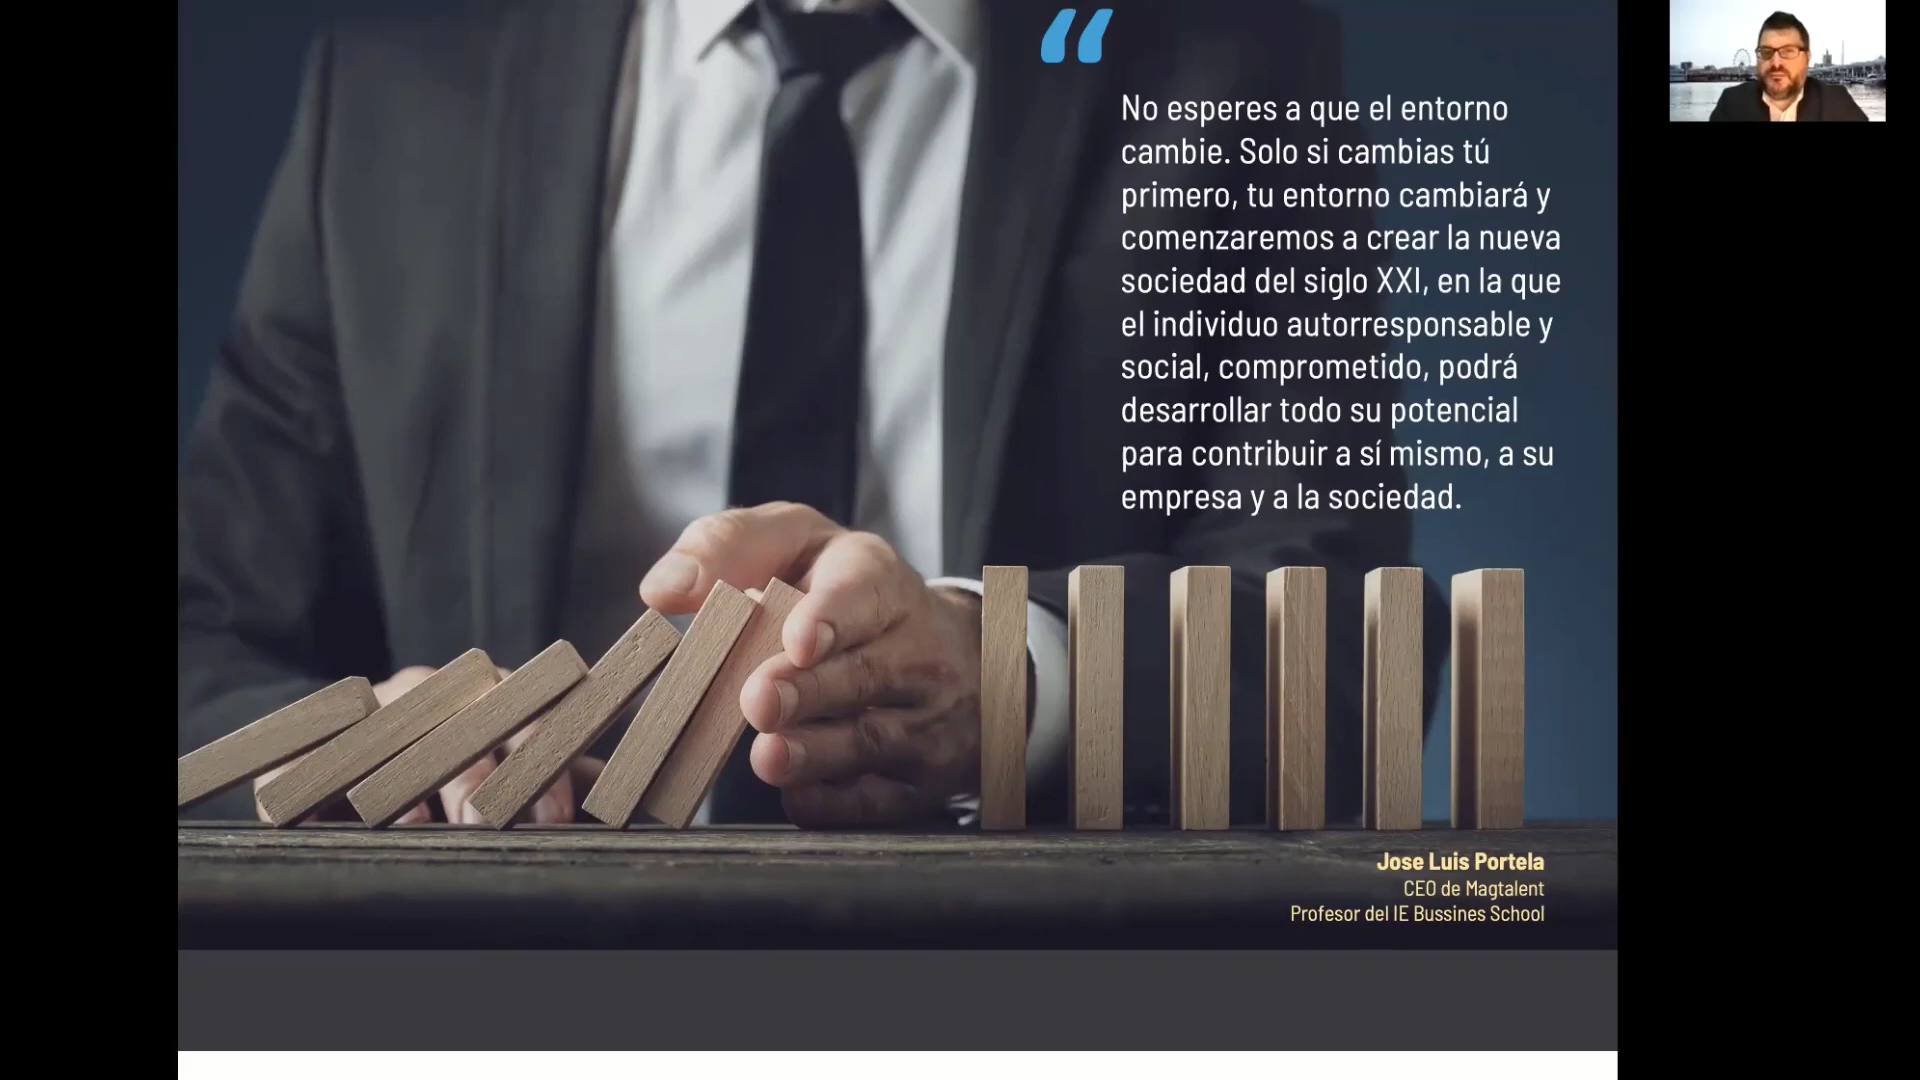 “
No esperes a que el entorno
cambie. Solo si cambias tú
primero, tu entorno cambiará y
comenzaremos a crear la nueva
sociedad del siglo XXI, en la que
el individuo autorresponsable y
social, comprometido, podrá
desarrollar todo su potencial
para contribuir a sí mismo, a su
empresa y a la sociedad.
Jose Luis Portela
CEO de Magtalent
Profesor del IE Bussines School